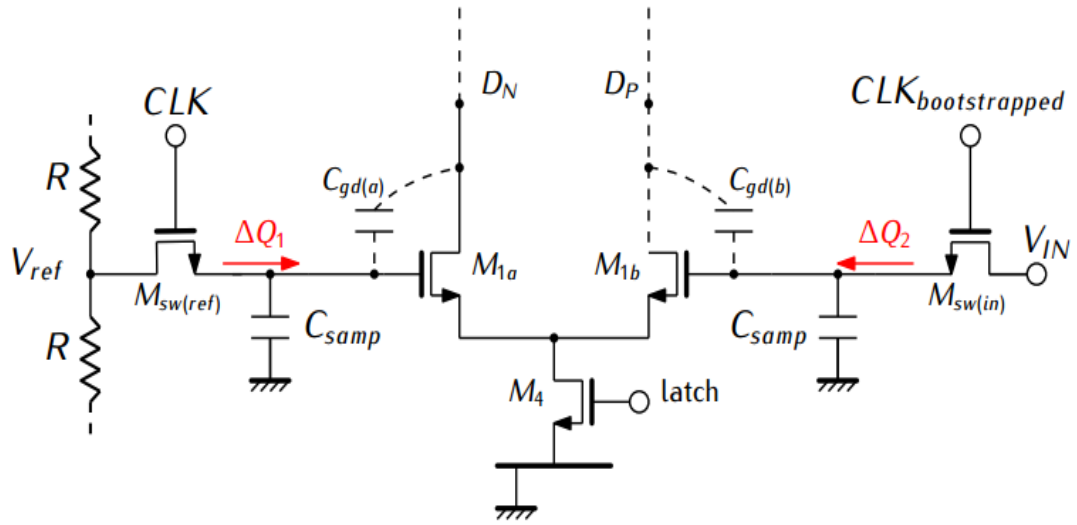 D_N
D_P
CLK
CLK_bootstrapped
R
C_gd(a)
C_gd(b)
ΔQ_1
ΔQ_2
V_ref
M_1a
M_1b
V_IN
M_sw(ref)
M_sw(in)
R
C_samp
C_samp
M_4
latch